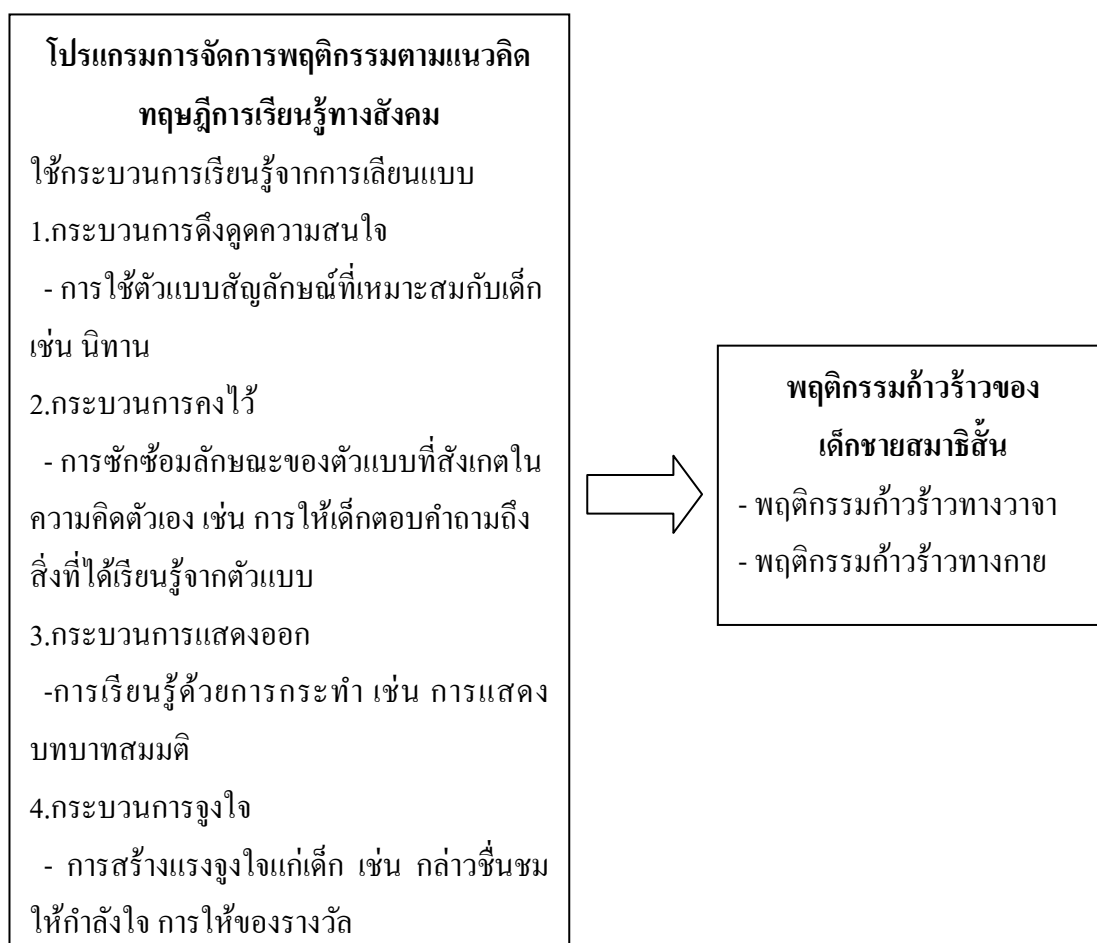 โปรแกรมการจัดการพฤติกรรมตามแนวคิด
ทฤษฎีการเรียนรู้ทางสังคม
ใช้กระบวนการเรียนรู้จากการเลียนแบบ
1.กระบวนการดึงดูดความสนใจ
- การใช้ตัวแบบสัญลักษณ์ที่เหมาะสมกับเด็ก
เช่น นิทาน
2.กระบวนการคงไว้
- การซักซ้อมลักษณะของตัวแบบที่สังเกตใน
ความคิดตัวเอง เช่น การให้เด็กตอบคำถามถึง
สิ่งที่ได้เรียนรู้จากตัวแบบ
3.กระบวนการแสดงออก
-การเรียนรู้ด้วยการกระทำ เช่น การแสดง
บทบาทสมมติ
4.กระบวนการจูงใจ
- การสร้างแรงจูงใจแก่เด็ก เช่น กล่าวชื่นชม
ให้กำลังใจ การให้ของรางวัล
พฤติกรรมก้าวร้าวของ
เด็กชายสมาธิสั้น
- พฤติกรรมก้าวร้าวทางวาจา
- พฤติกรรมก้าวร้าวทางกาย